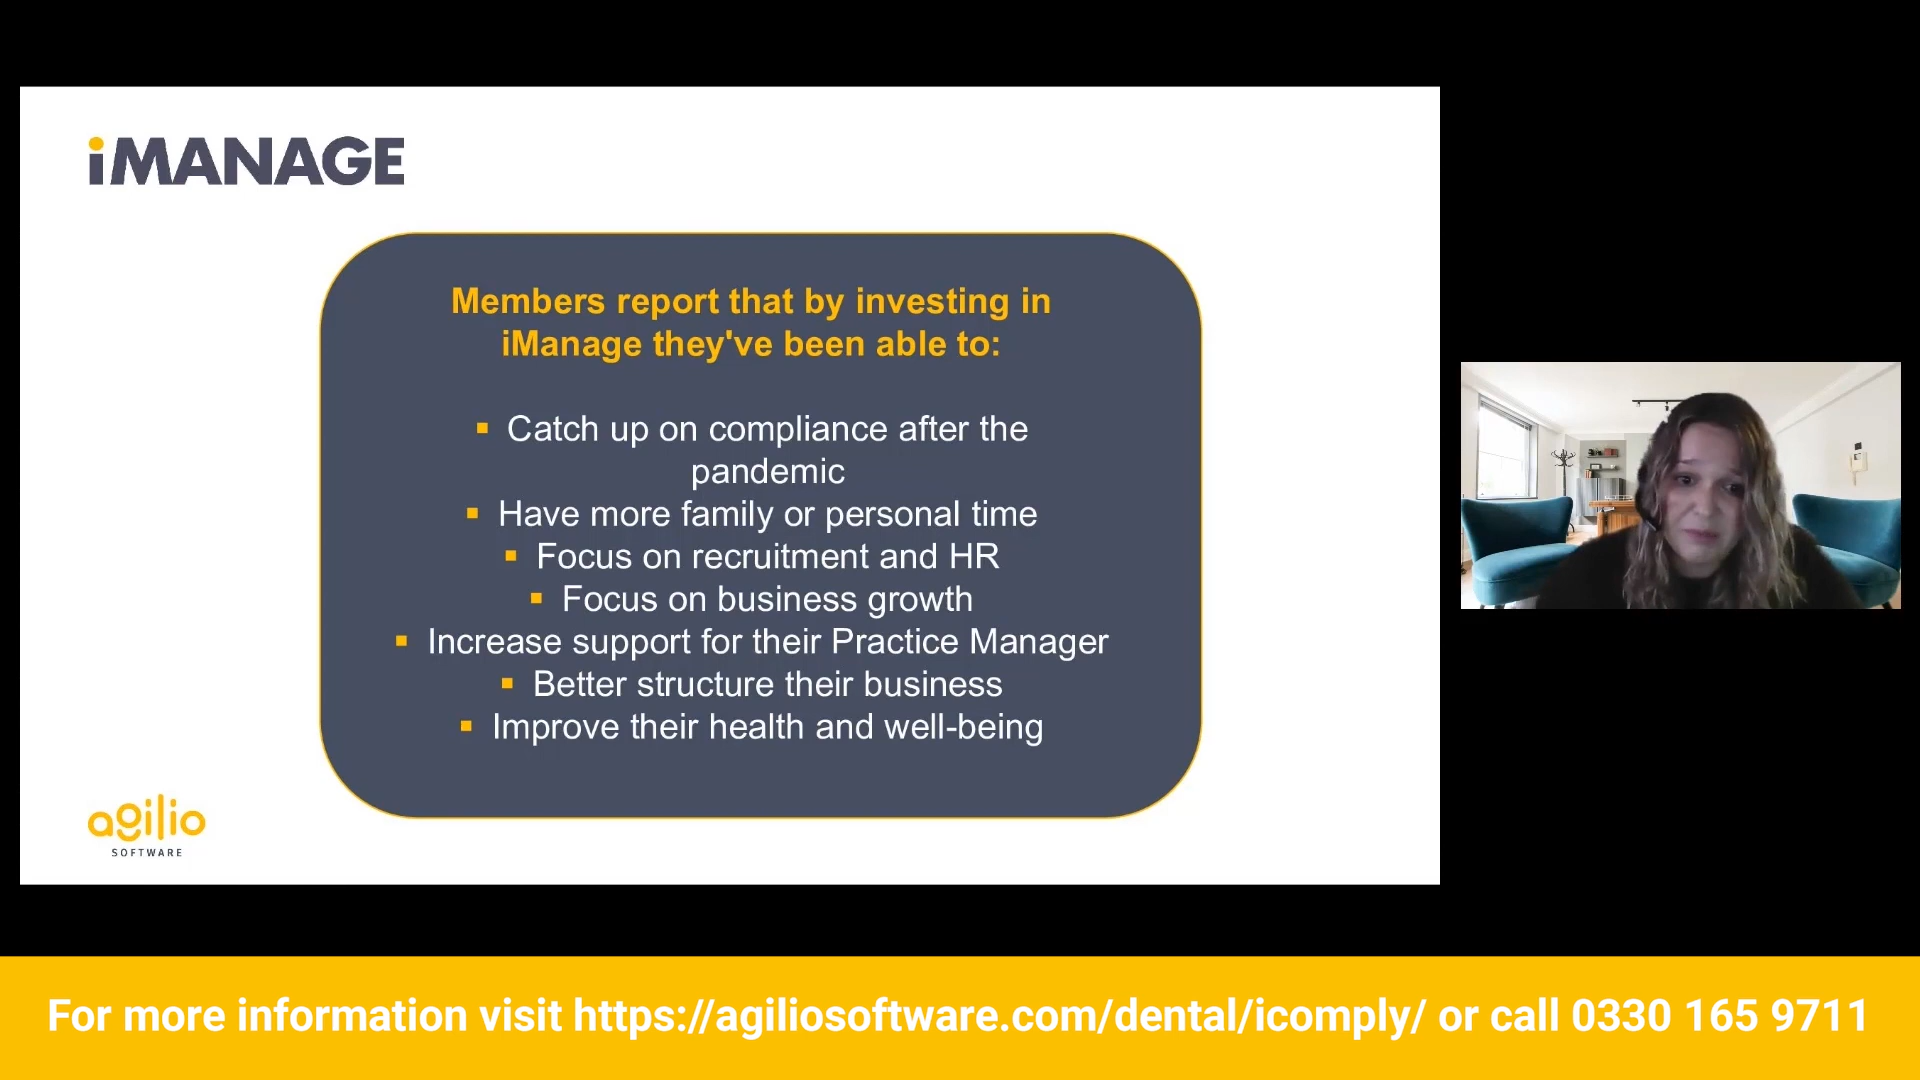 iMANAGE
Members report that by investing in
iManage they've been able to:
▪ Catch up on compliance after the
pandemic
▪ Have more family or personal time
▪ Focus on recruitment and HR
▪ Focus on business growth
▪ Increase support for their Practice Manager
▪ Better structure their business
▪ Improve their health and well-being
agilio
SOFTWARE
For more information visit https://agiliosoftware.com/dental/icomply/ or call 0330 165 9711